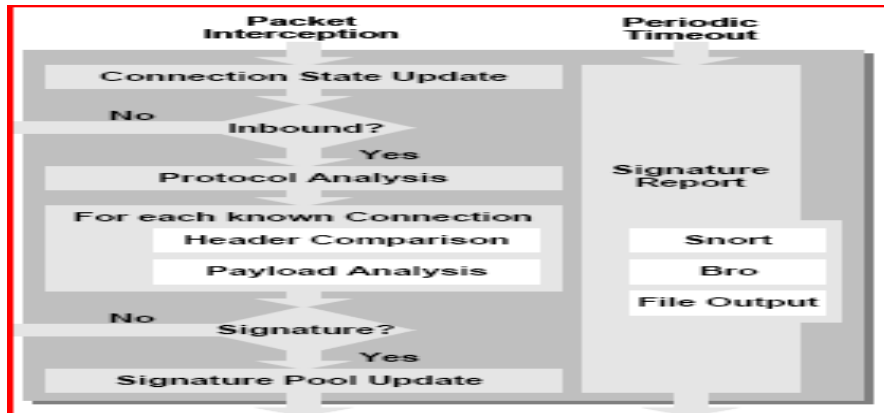 Packet
Interception
Connection State Update
No
Inbound?
Yes
Protocol Analysis
For each known Connection
Header Comparison
Payload Analysis
No
Signature?
Yes
Signature Pool Update
Periodic
Timeout
Signature
Report
Snort
Bro
File Output